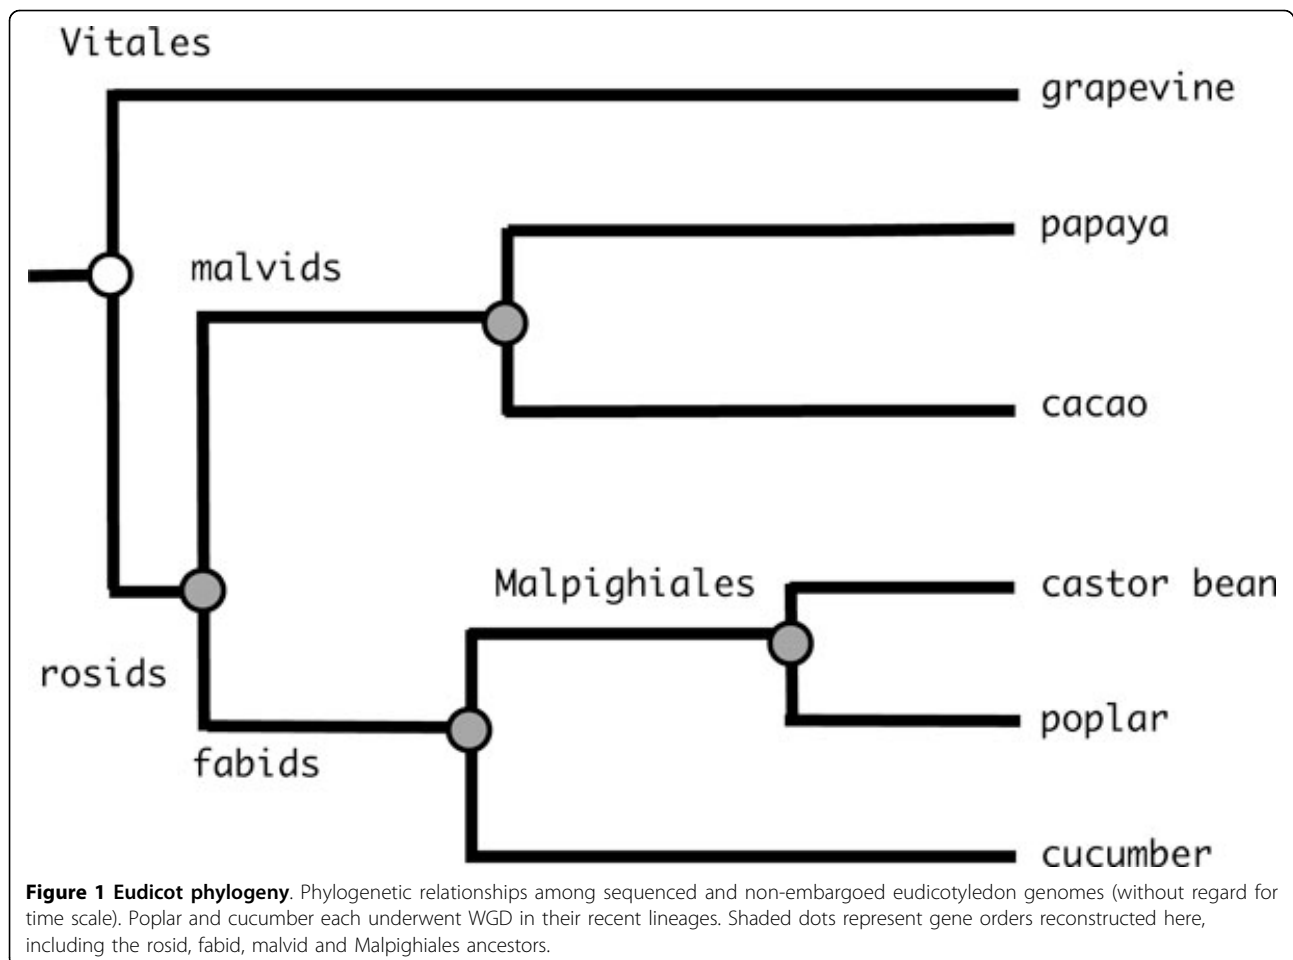 Vitales
grapevine
papaya
malvids
cacao
Malpighiales
castor bean
rosids
poplar
fabids
cucumber
Figure 1 Eudicot phylogeny. Phylogenetic relationships among sequenced and non-embargoed eudicotyledon genomes (without regard for
time scale). Poplar and cucumber each underwent WGD in their recent lineages. Shaded dots represent gene orders reconstructed here,
including the rosid, fabid, malvid and Malpighiales ancestors.